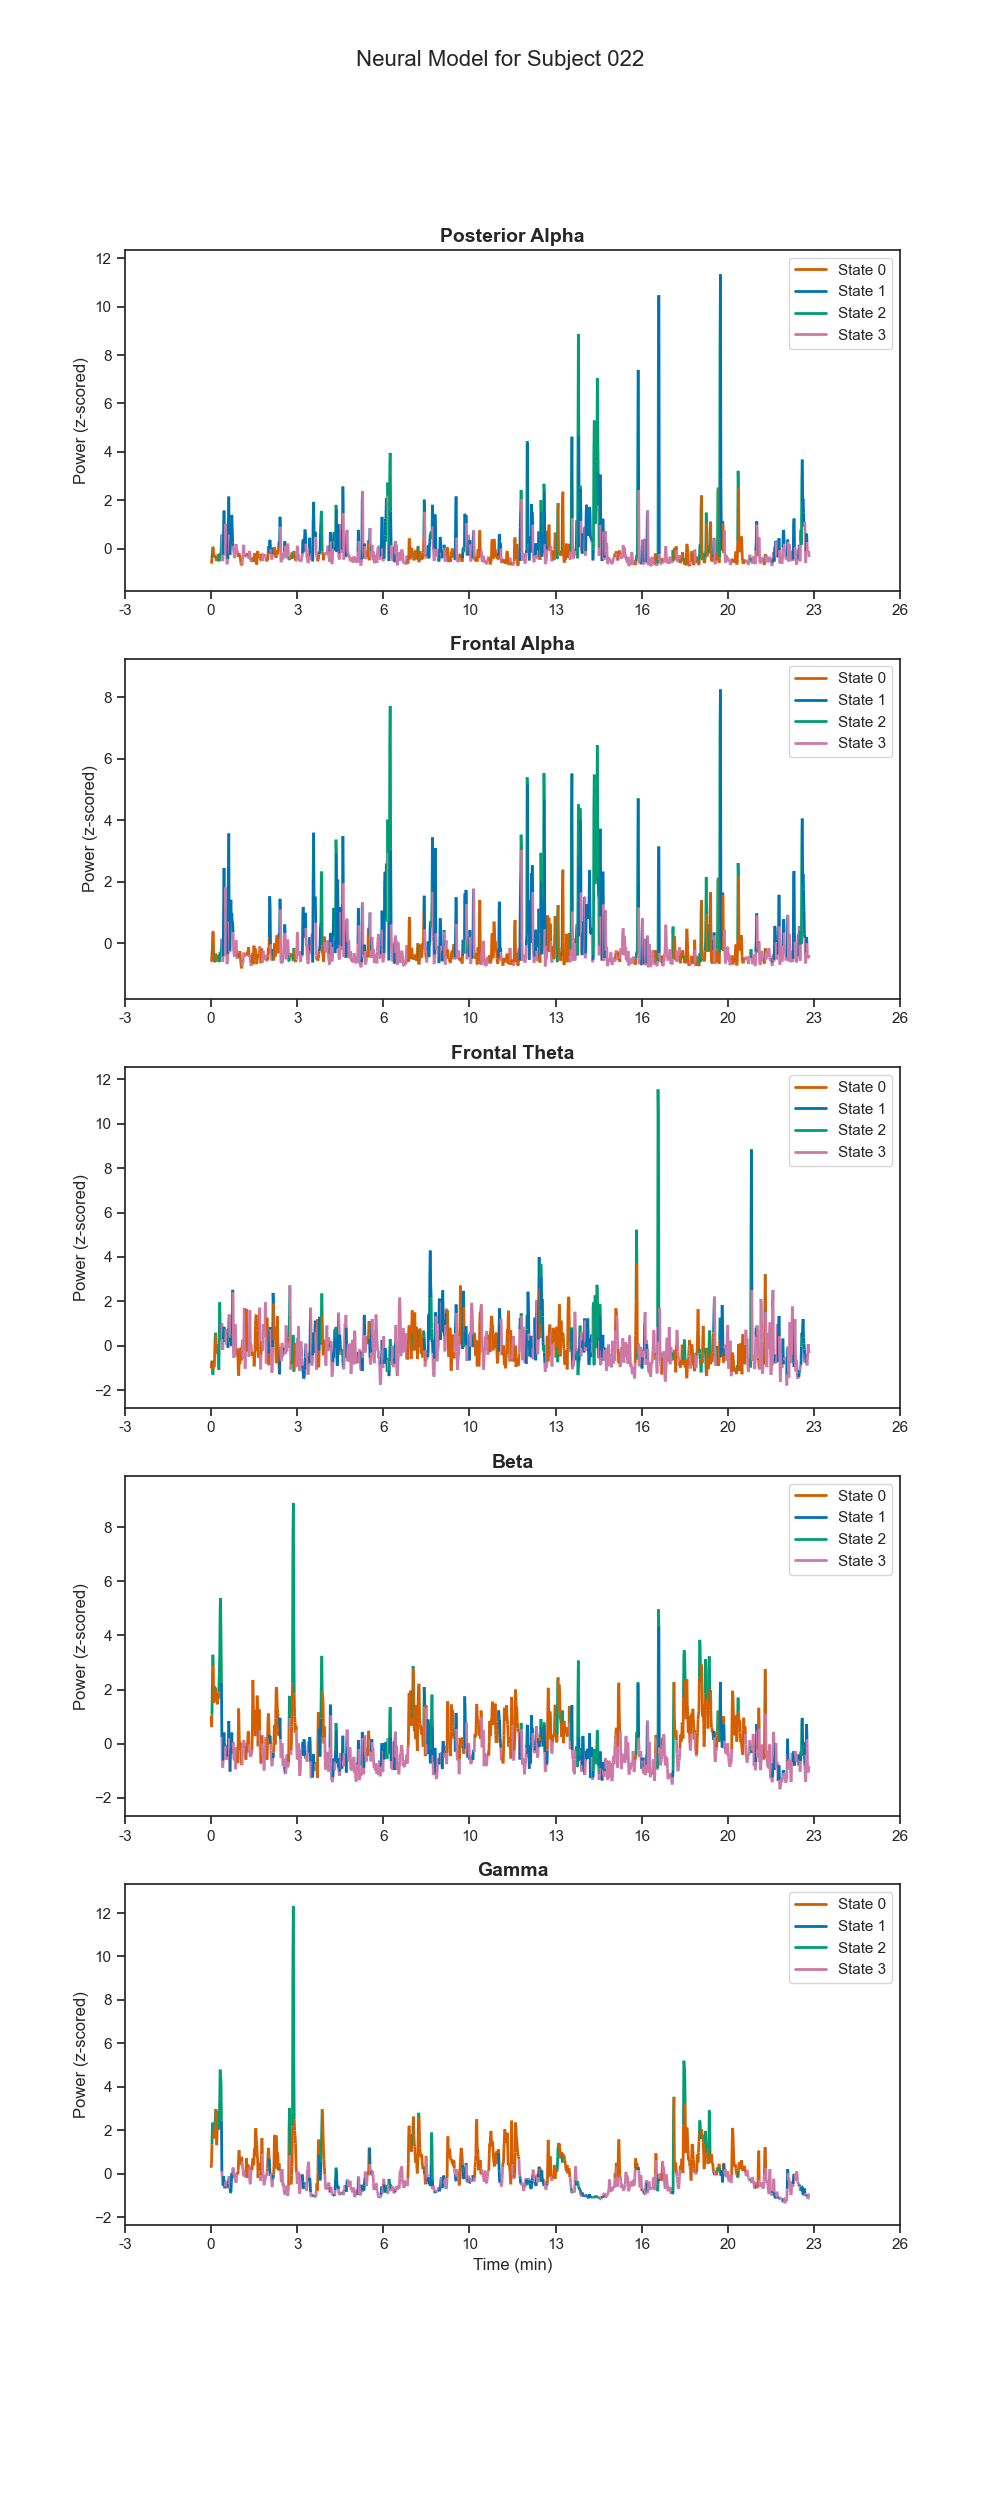 Neural Model for Subject 022
Posterior Alpha
12
10
8
6
4
2
0
Power (z-scored)
State 0
State 1
State 2
State 3
-3 0 3 6 10 13 16 20 23 26
Frontal Alpha
8
6
4
2
0
Power (z-scored)
State 0
State 1
State 2
State 3
-3 0 3 6 10 13 16 20 23 26
Frontal Theta
12
10
8
6
4
2
0
−2
Power (z-scored)
State 0
State 1
State 2
State 3
-3 0 3 6 10 13 16 20 23 26
Beta
8
6
4
2
0
−2
Power (z-scored)
State 0
State 1
State 2
State 3
-3 0 3 6 10 13 16 20 23 26
Gamma
12
10
8
6
4
2
0
−2
Power (z-scored)
State 0
State 1
State 2
State 3
-3 0 3 6 10 13 16 20 23 26
Time (min)